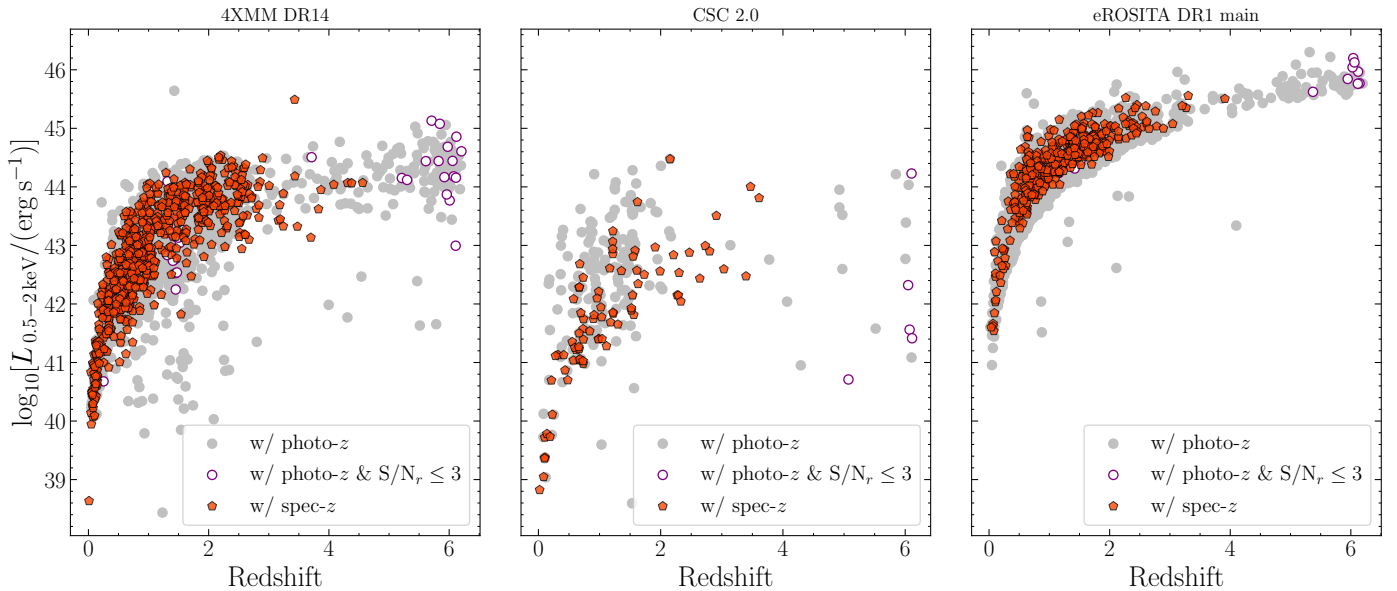 4XMM DR14
CSC 2.0
eROSITA DR1 main
log₁₀[L₀.₅₋₂ₖₑᵥ/(erg s⁻¹)]
46
45
44
43
42
41
40
39
w/ photo-z
w/ photo-z & S/Nᵣ ≤ 3
w/ spec-z
w/ photo-z
w/ photo-z & S/Nᵣ ≤ 3
w/ spec-z
w/ photo-z
w/ photo-z & S/Nᵣ ≤ 3
w/ spec-z
0 2 4 6
0 2 4 6
0 2 4 6
Redshift
Redshift
Redshift